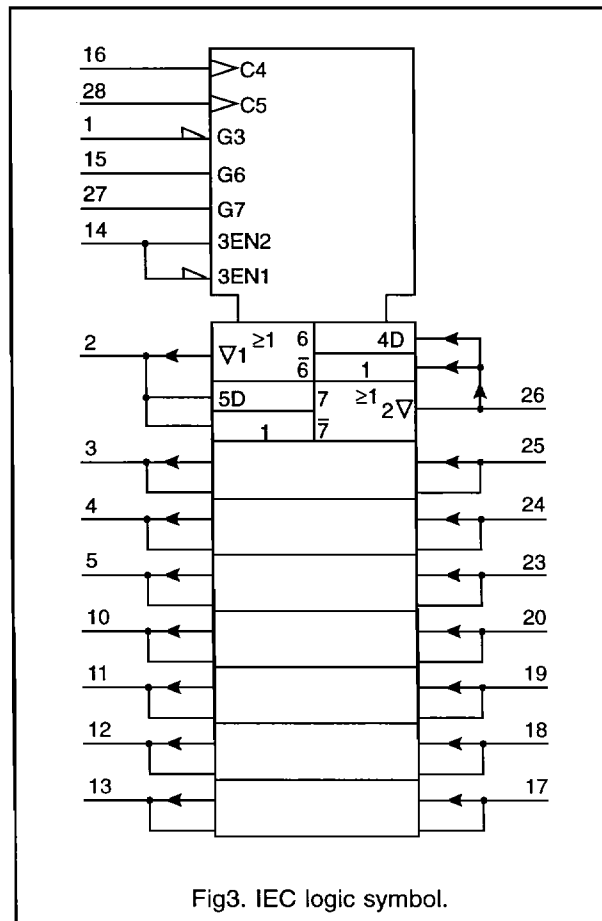 16 C4
28 C5
1 G3
15 G6
27 G7
14 3EN2
3EN1
2 ▽1 ≥1 6 4D
6̅ 1
5D 7 ≥1 2▽ 26
1 7̅
3 25
4 24
5 23
10 20
11 19
12 18
13 17
Fig3. IEC logic symbol.